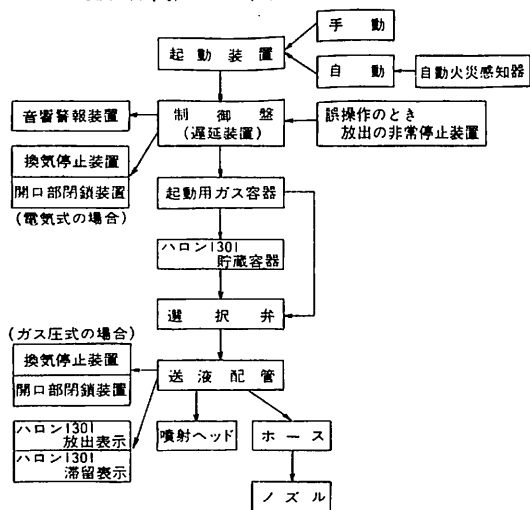 手動
起動装置
自動
自動火災感知器
音響警報装置
制御盤
(遅延装置)
誤操作のとき
放出の非常停止装置
換気停止装置
開口部閉鎖装置
(電気式の場合)
起動用ガス容器
ハロン1301
貯蔵容器
選択弁
(ガス圧式の場合)
換気停止装置
開口部閉鎖装置
送液配管
ハロン1301
放出表示
ハロン1301
滞留表示
噴射ヘッド
ホース
ノズル